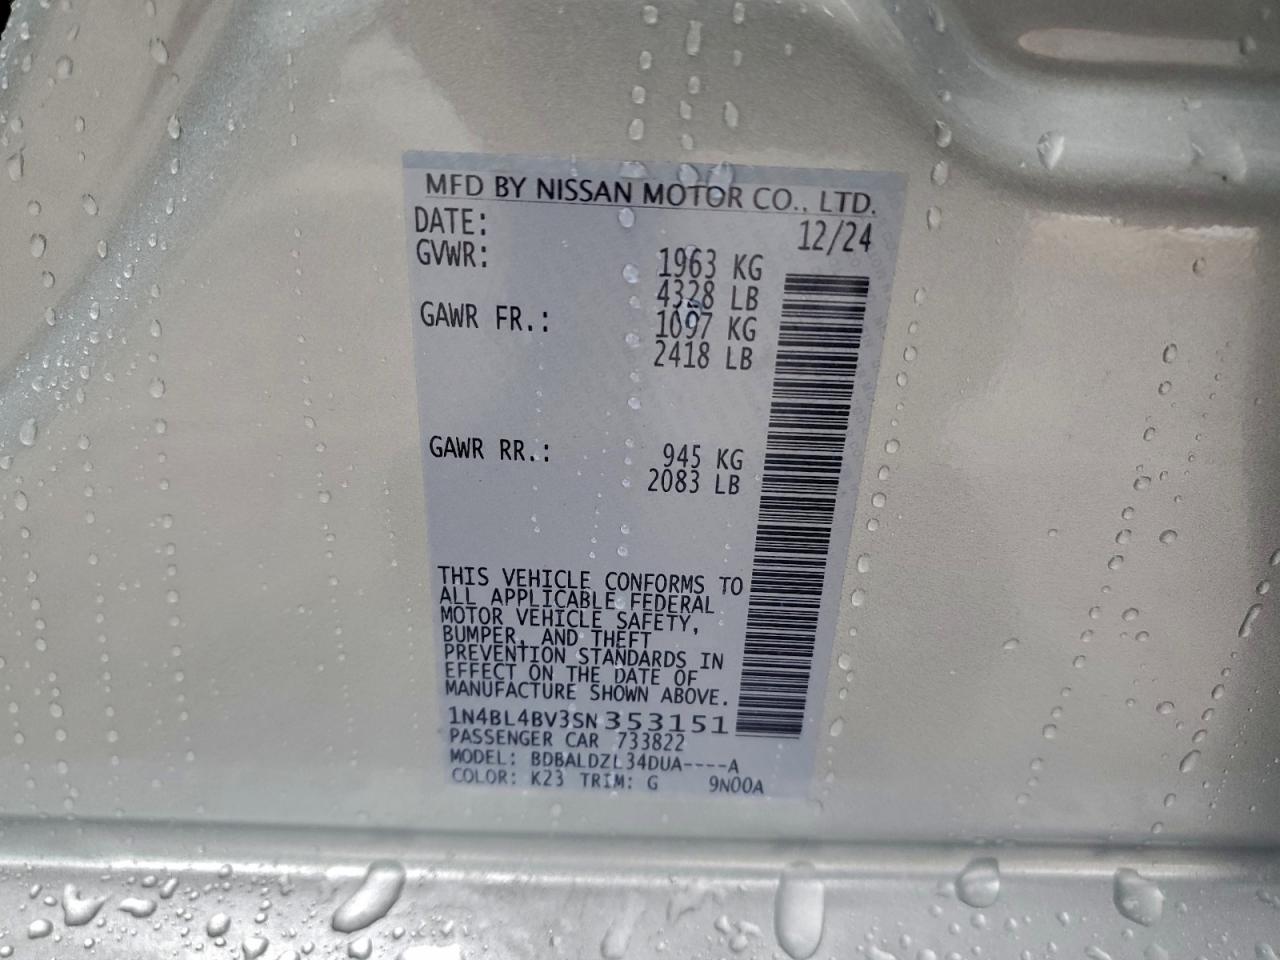 MFD BY NISSAN MOTOR CO., LTD.
DATE: 12/24
GVWR: 1963 KG
4328 LB
GAWR FR.: 1097 KG
2418 LB
GAWR RR.: 945 KG
2083 LB
THIS VEHICLE CONFORMS TO
ALL APPLICABLE FEDERAL
MOTOR VEHICLE SAFETY,
BUMPER, AND THEFT
PREVENTION STANDARDS IN
EFFECT ON THE DATE OF
MANUFACTURE SHOWN ABOVE.
1N4BL4BV3SN353151
PASSENGER CAR 733822
MODEL: BDBALDZL34DUA----A
COLOR: K23 TRIM: G 9N00A